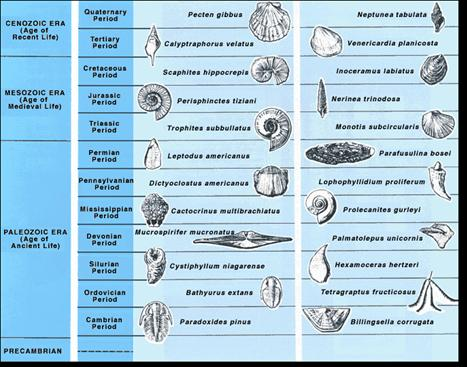 CENOZOIC ERA
(Age of
Recent Life)
Quaternary
Period
Pecten gibbus
Neptunea tabulata
Tertiary
Period
Calyptraphorus velatus
Venericardia planicosta
MESOZOIC ERA
(Age of
Medieval Life)
Cretaceous
Period
Scaphites hippocrepis
Inoceramus labiatus
Jurassic
Period
Perisphinctes tiziani
Nerinea trinodosa
Triassic
Period
Trophites subbullatus
Monotis subcircularis
PALEOZOIC ERA
(Age of
Ancient Life)
Permian
Period
Leptodus americanus
Parafusulina bosei
Pennsylvanian
Period
Dictyoclostus americanus
Lophophyllidium proliferum
Mississippian
Period
Cactocrinus multibrachiatus
Prolecanites gurleyi
Devonian
Period
Mucrospirifer mucronatus
Palmatolepus unicornis
Silurian
Period
Cystiphyllum niagarense
Hexamoceras hertzeri
Ordovician
Period
Bathyurus extans
Tetragraptus fructicosus
Cambrian
Period
Paradoxides pinus
Billingsella corrugata
PRECAMBRIAN